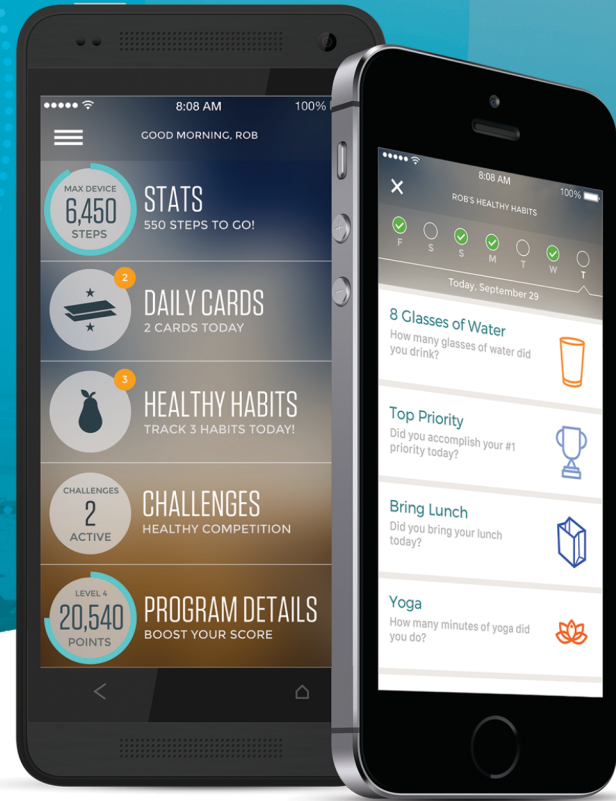 8:08 AM
100%
GOOD MORNING, ROB
MAX DEVICE
6,450
STEPS
STATS
550 STEPS TO GO!
2
DAILY CARDS
2 CARDS TODAY
3
HEALTHY HABITS
TRACK 3 HABITS TODAY!
CHALLENGES
2
ACTIVE
CHALLENGES
HEALTHY COMPETITION
LEVEL 4
20,540
POINTS
PROGRAM DETAILS
BOOST YOUR SCORE
8:08 AM
100%
ROB'S HEALTHY HABITS
F S S M T W T
Today, September 29
8 Glasses of Water
How many glasses of water did
you drink?
Top Priority
Did you accomplish your #1
priority today?
Bring Lunch
Did you bring your lunch
today?
Yoga
How many minutes of yoga did
you do?